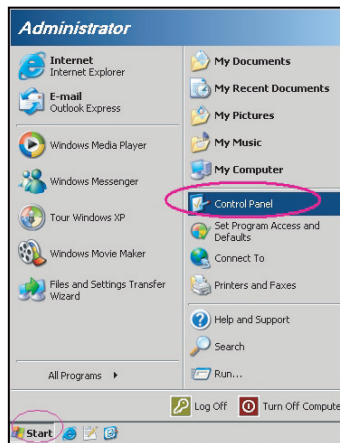 Administrator
Internet
Internet Explorer
E-mail
Outlook Express
Windows Media Player
Windows Messenger
Tour Windows XP
Windows Movie Maker
Files and Settings Transfer
Wizard
All Programs
My Documents
My Recent Documents
My Pictures
My Music
My Computer
Control Panel
Set Program Access and
Defaults
Connect To
Printers and Faxes
Help and Support
Search
Run...
Log Off
Turn Off Compute
Start